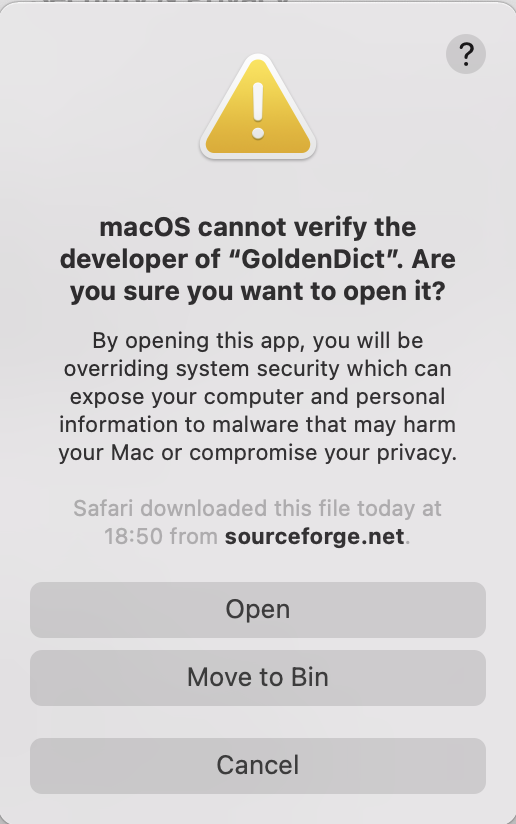 ?
macOS cannot verify the
developer of “GoldenDict”. Are
you sure you want to open it?
By opening this app, you will be
overriding system security which can
expose your computer and personal
information to malware that may harm
your Mac or compromise your privacy.
Safari downloaded this file today at
18:50 from sourceforge.net.
Open
Move to Bin
Cancel